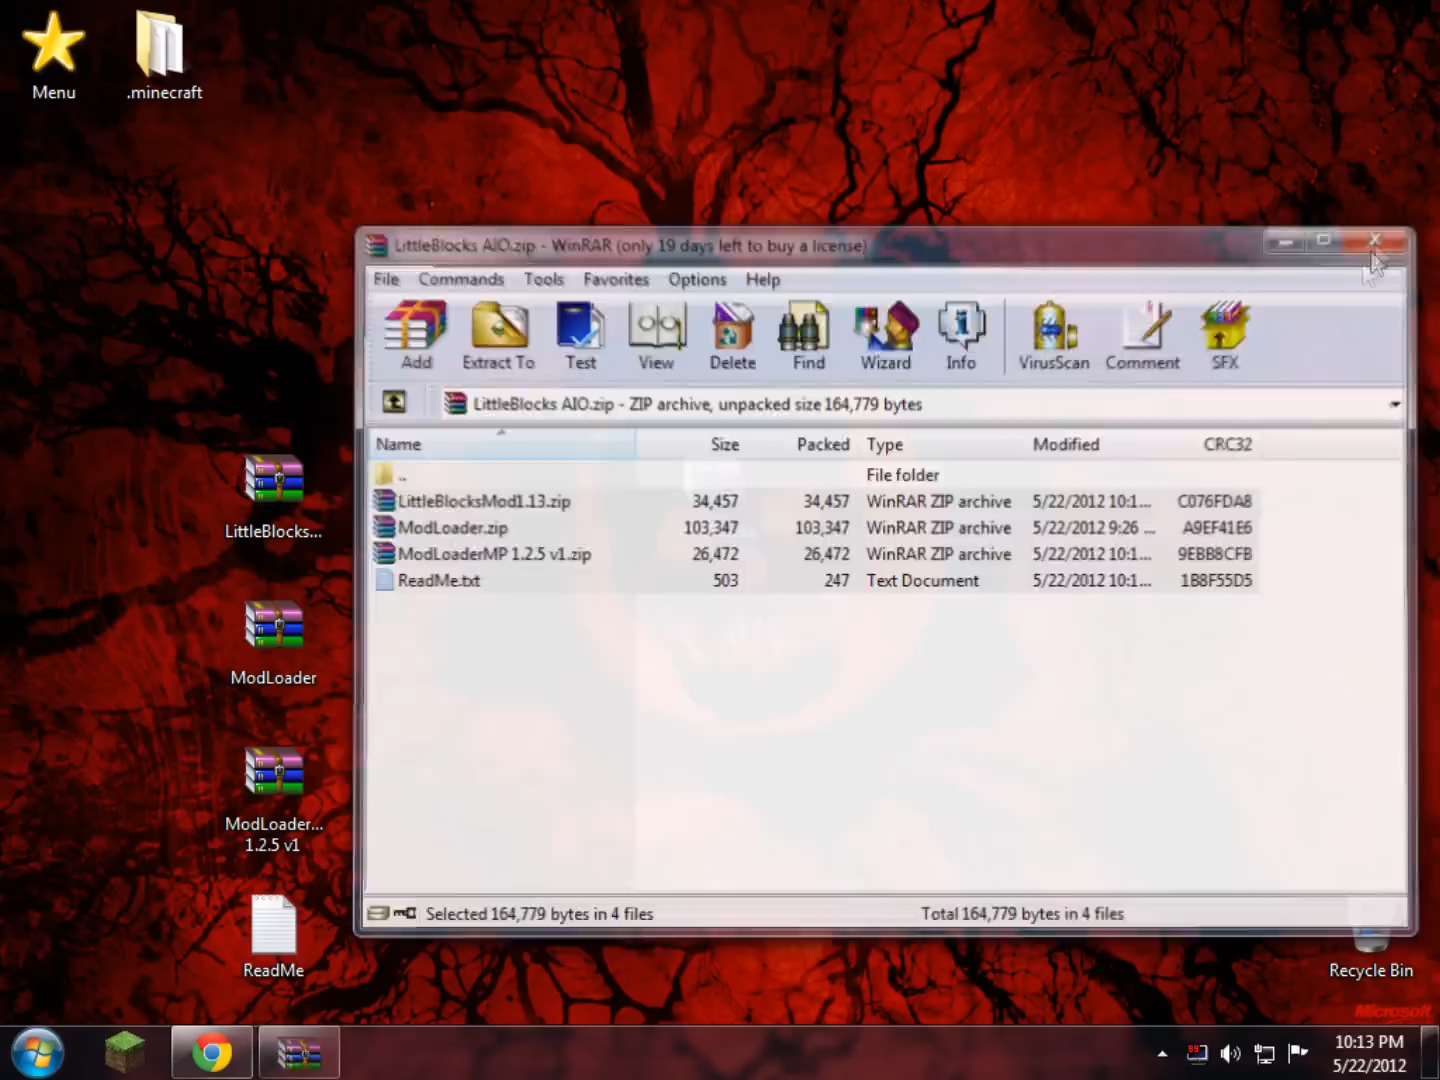 Menu
.minecraft
LittleBlocks AIO.zip - WinRAR (only 19 days left to buy a license)
File Commands Tools Favorites Options Help
Add Extract To Test View Delete Find Wizard Info VirusScan Comment SFX
LittleBlocks AIO.zip - ZIP archive, unpacked size 164,779 bytes
Name Size Packed Type Modified CRC32
.. File folder
LittleBlocksMod1.13.zip 34,457 34,457 WinRAR ZIP archive 5/22/2012 10:1... C076FDA8
ModLoader.zip 103,347 103,347 WinRAR ZIP archive 5/22/2012 9:26 ... A9EF41E6
ModLoaderMP 1.2.5 v1.zip 26,472 26,472 WinRAR ZIP archive 5/22/2012 10:1... 9EBB8CFB
ReadMe.txt 503 247 Text Document 5/22/2012 10:1... 1B8F55D5
Selected 164,779 bytes in 4 files Total 164,779 bytes in 4 files
LittleBlocks...
ModLoader
ModLoader...
1.2.5 v1
ReadMe
Recycle Bin
Microsoft
10:13 PM
5/22/2012